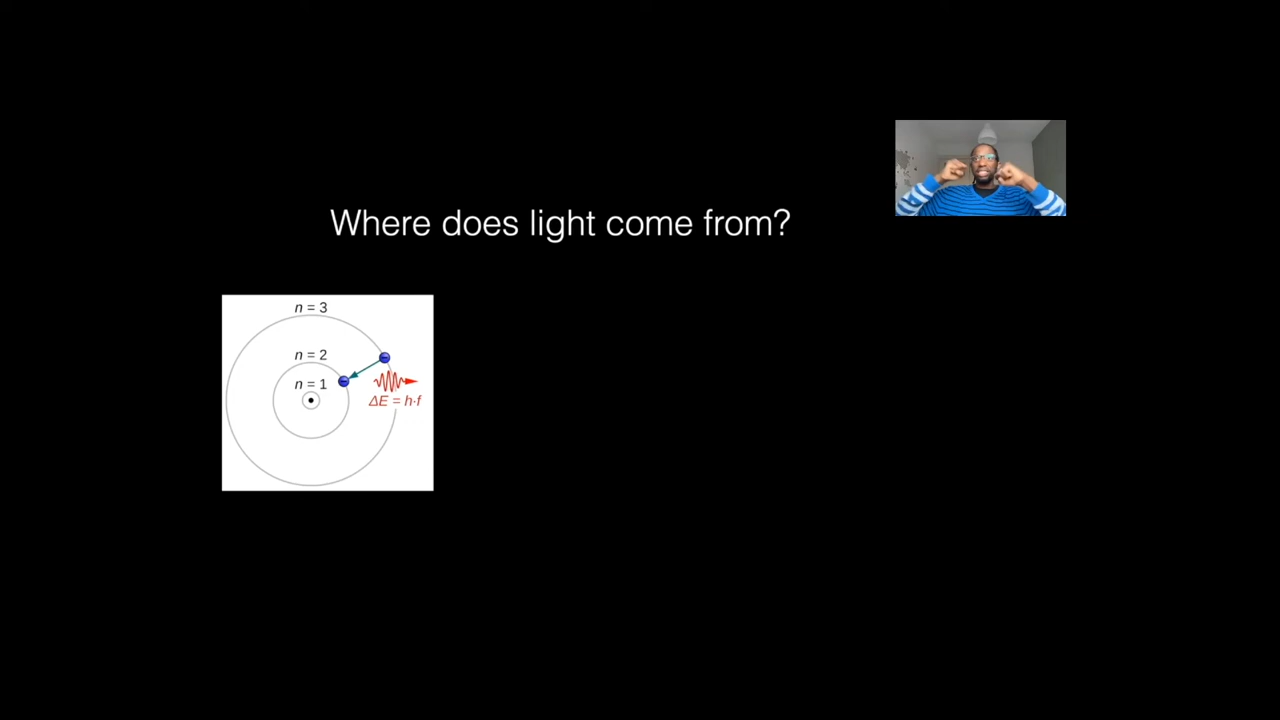 Where does light come from?
n = 3
n = 2
n = 1
ΔE = h·f